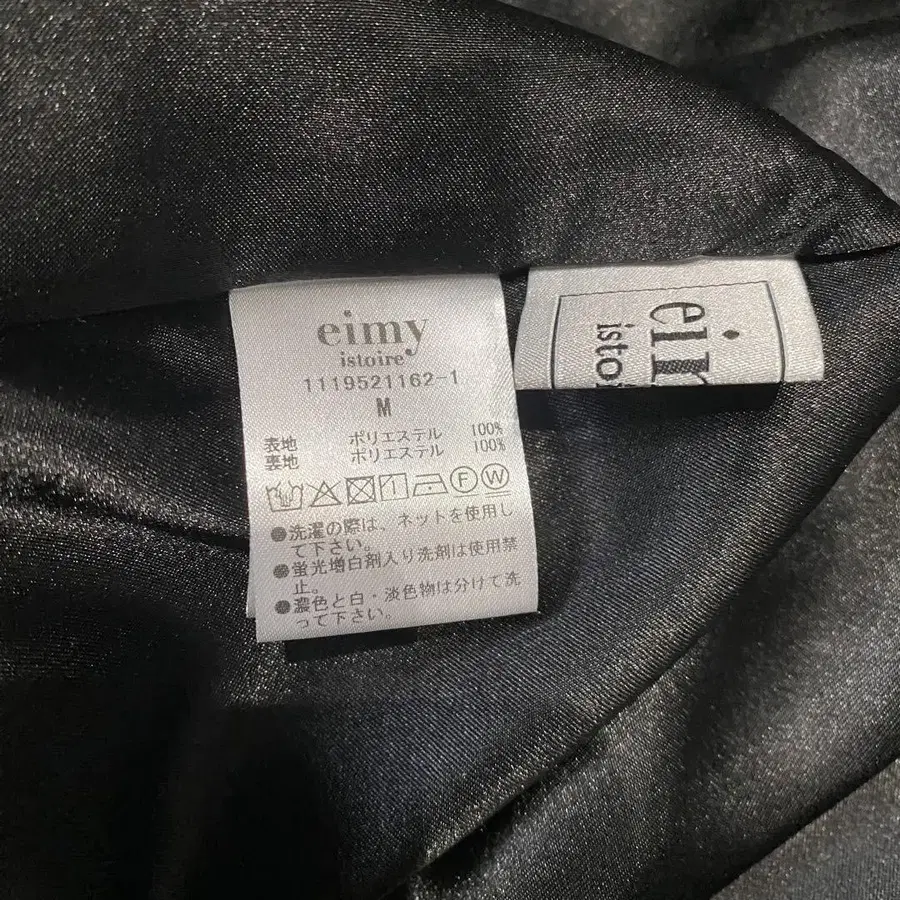 eimy
istoire
1119521162-1
M
表地 ポリエステル 100%
裏地 ポリエステル 100%
F W
●洗濯の際は、ネットを使用し
て下さい。
●蛍光増白剤入り洗剤は使用禁
止。
●濃色と白・淡色物は分けて洗
って下さい。